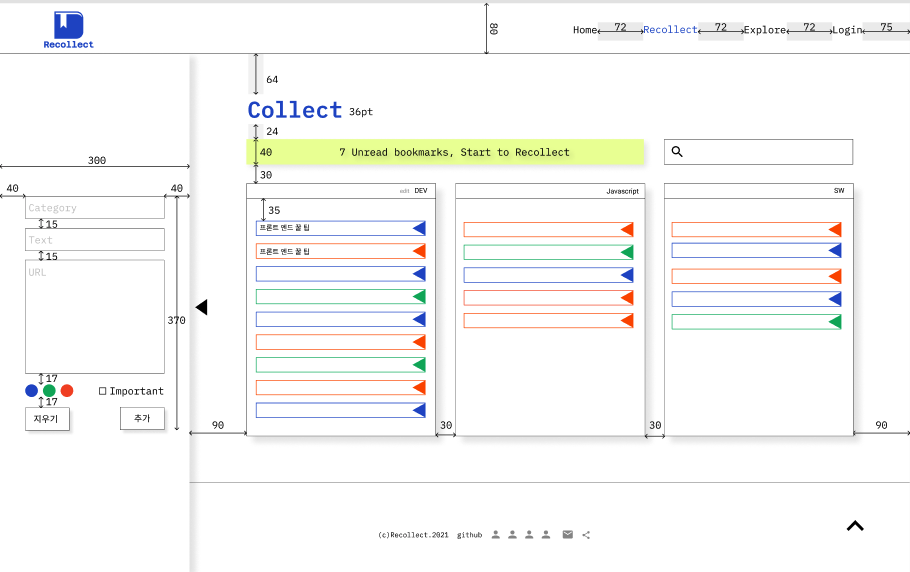 80
Home 72 Recollect 72 Explore 72 Login 75
Recollect
64
Collect 36pt
24
40 7 Unread bookmarks, Start to Recollect
30
300
40 40
Category
15
Text
15
URL
370
17
Important
17
지우기 추가
edit DEV
35
프론트 엔드 꿀 팁
프론트 엔드 꿀 팁
Javascript
SW
90 30 30 90
(c)Recollect.2021 github